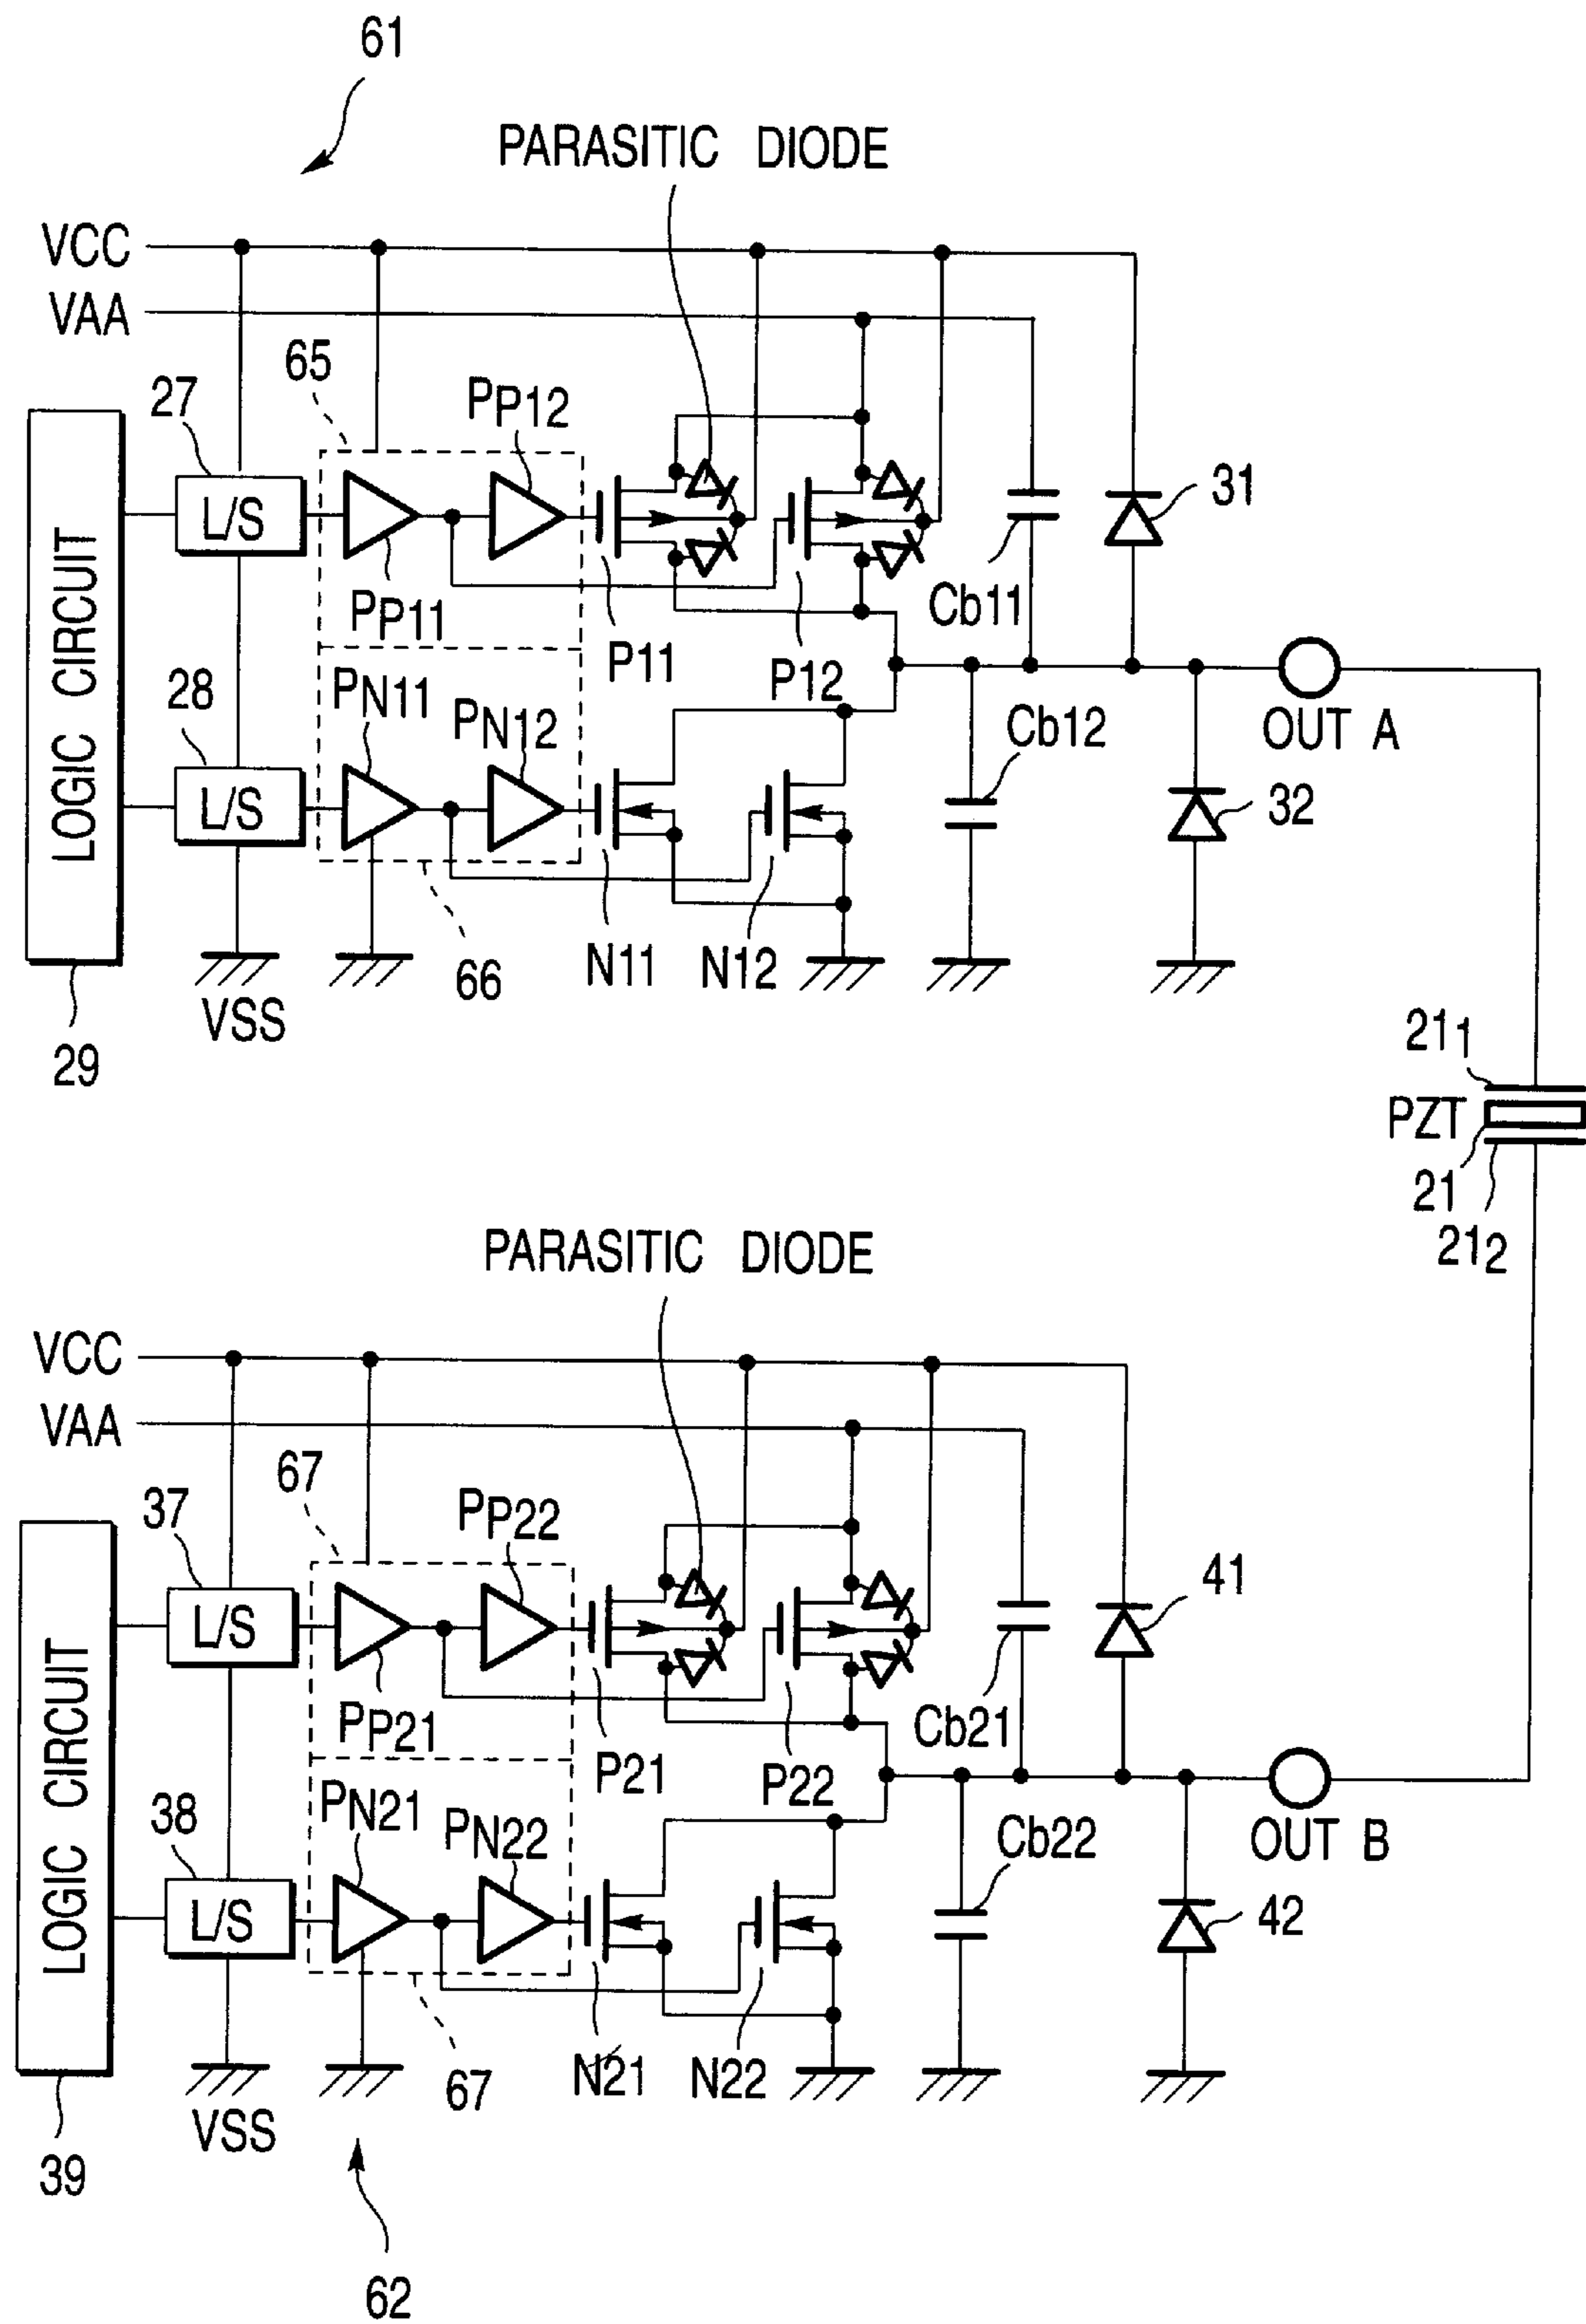 61
PARASITIC DIODE
VCC
VAA
65
27
PP12
L/S
31
LOGIC CIRCUIT
PP11
P11
P12
Cb11
28
PN11
PN12
Cb12
OUT A
L/S
32
N11
N12
66
VSS
29
211
PZT
21
212
PARASITIC DIODE
VCC
VAA
67
37
PP22
41
L/S
LOGIC CIRCUIT
PP21
P21
P22
Cb21
38
PN21
PN22
Cb22
OUT B
L/S
42
N21
N22
67
VSS
39
62